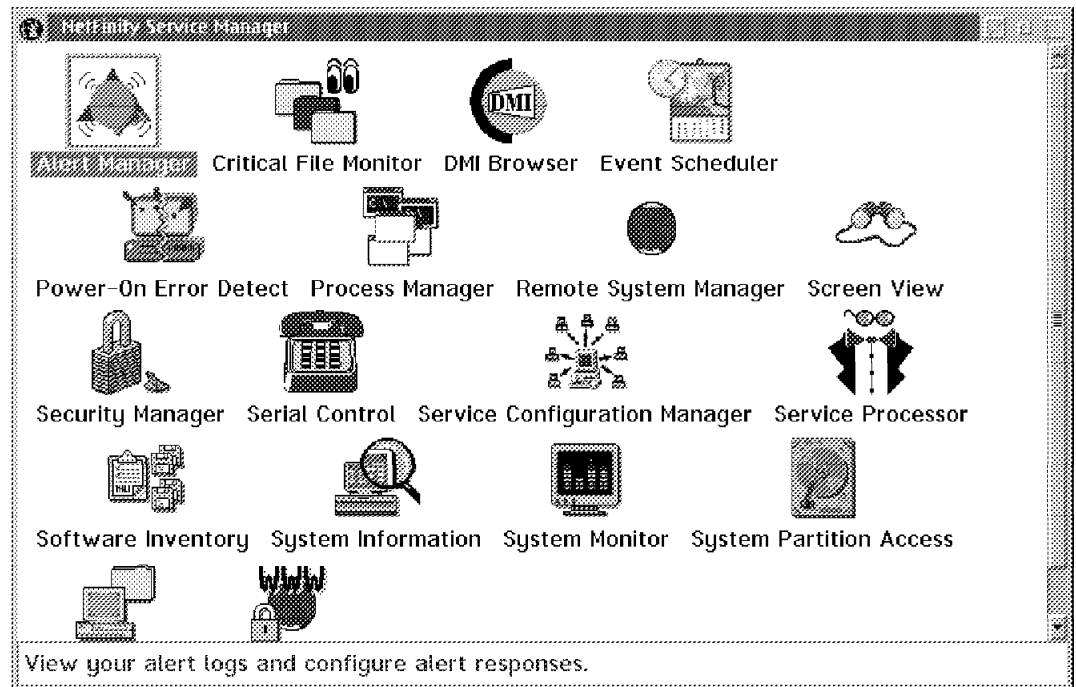 NetFinity Service Manager
Alert Manager Critical File Monitor DMI Browser Event Scheduler
DMI
Power-On Error Detect Process Manager Remote System Manager Screen View
Security Manager Serial Control Service Configuration Manager Service Processor
Software Inventory System Information System Monitor System Partition Access
WWW
View your alert logs and configure alert responses.